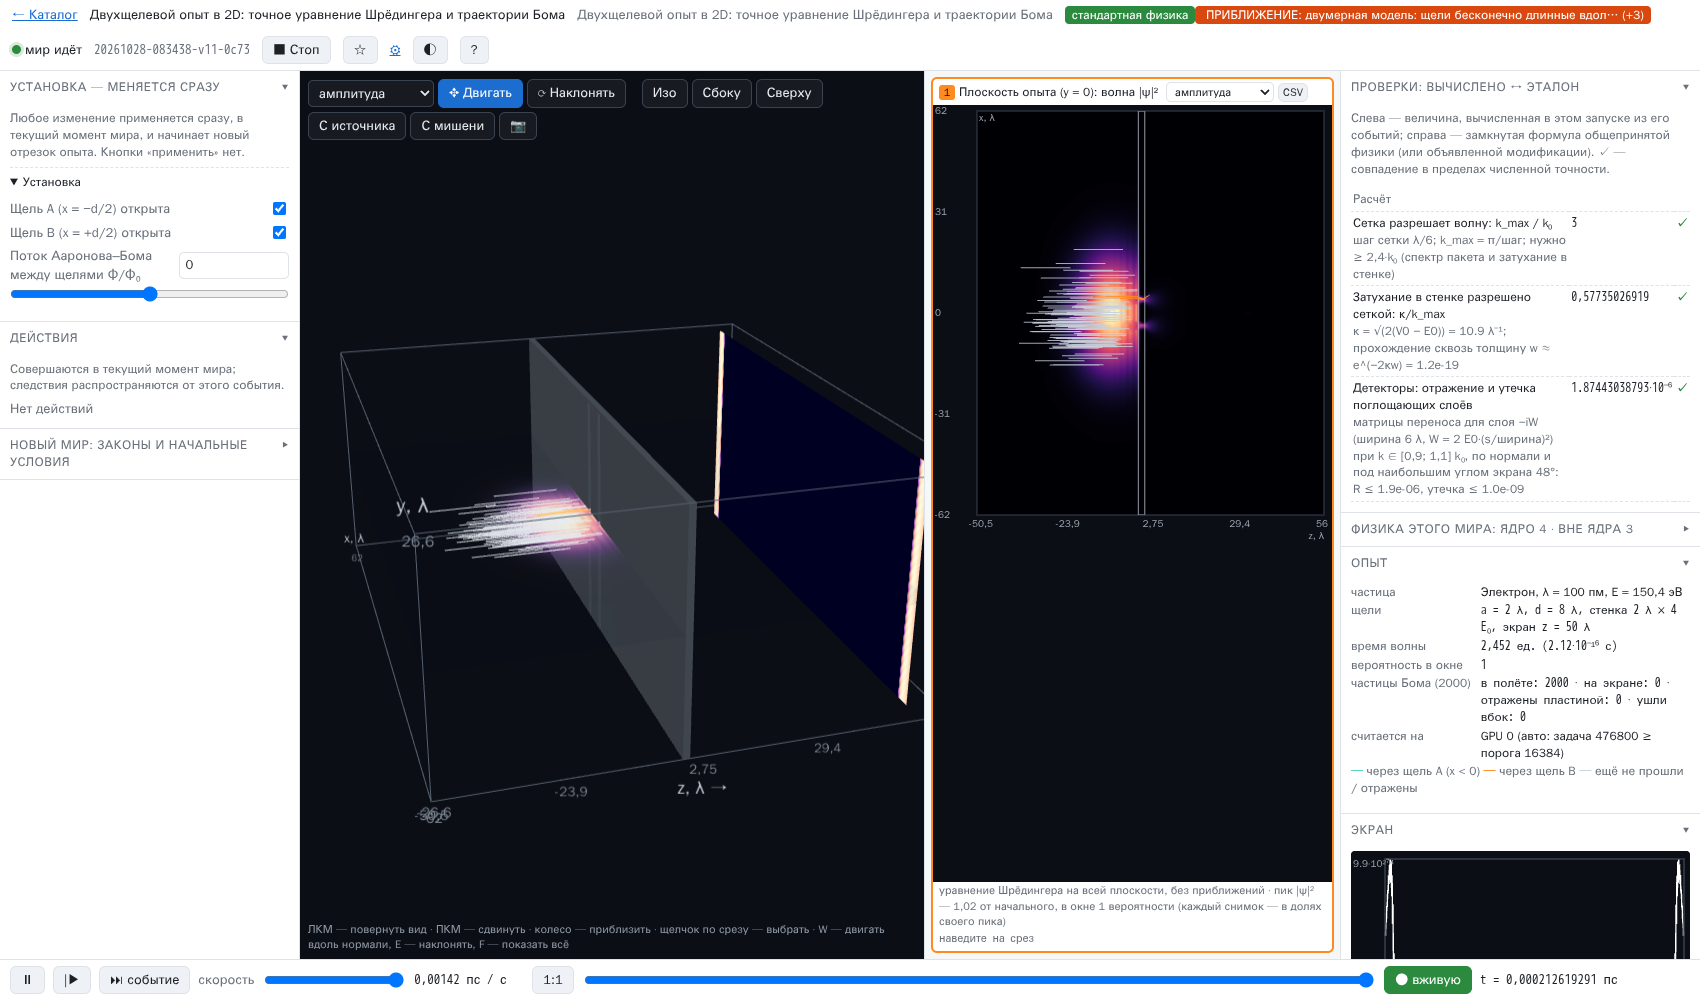 ← Каталог Двухщелевой опыт в 2D: точное уравнение Шрёдингера и траектории Бома Двухщелевой опыт в 2D: точное уравнение Шрёдингера и траектории Бома стандартная физика ПРИБЛИЖЕНИЕ: двумерная модель: щели бесконечно длинные вдол··· (+3)
мир идёт 20261028-083438-v11-0c73 Стоп ☆ ⚙ ◐ ?
УСТАНОВКА — МЕНЯЕТСЯ СРАЗУ ▾
Любое изменение применяется сразу, в
текущий момент мира, и начинает новый
отрезок опыта. Кнопки «применить» нет.
▼ Установка
Щель A (x = −d/2) открыта
Щель B (x = +d/2) открыта
Поток Ааронова—Бома
между щелями Ф/Ф₀
0
ДЕЙСТВИЯ ▾
Совершаются в текущий момент мира;
следствия распространяются от этого события.
Нет действий
НОВЫЙ МИР: ЗАКОНЫ И НАЧАЛЬНЫЕ ▸
УСЛОВИЯ
амплитуда ✥ Двигать ⟳ Наклонять Изо Сбоку Сверху
С источника С мишени 📷
y, λ
x, λ
62
26,6
29,4
2,75
z, λ →
-23,9
ЛКМ — повернуть вид · ПКМ — сдвинуть · колесо — приблизить · щелчок по срезу — выбрать · W — двигать
вдоль нормали, E — наклонять, F — показать всё
1 Плоскость опыта (y = 0): волна |ψ|² амплитуда CSV
62
x, λ
31
0
-31
-62
-50,5 -23,9 2,75 29,4 56
z, λ
уравнение Шрёдингера на всей плоскости, без приближений · пик |ψ|²
— 1,02 от начального, в окне 1 вероятности (каждый снимок — в долях
своего пика)
наведите на срез
ПРОВЕРКИ: ВЫЧИСЛЕНО ↔ ЭТАЛОН ▾
Слева — величина, вычисленная в этом запуске из его
событий; справа — замкнутая формула общепринятой
физики (или объявленной модификации). ✓ —
совпадение в пределах численной точности.
Расчёт
Сетка разрешает волну: k_max / k₀ 3 ✓
шаг сетки λ/6; k_max = π/шаг; нужно
≥ 2,4·k₀ (спектр пакета и затухание в
стенке)
Затухание в стенке разрешено 0,57735026919 ✓
сеткой: κ/k_max
κ = √(2(V0 − E0)) = 10.9 λ⁻¹;
прохождение сквозь толщину w ≈
e^(−2κw) = 1.2e-19
Детекторы: отражение и утечка 1.87443038793·10⁻⁶ ✓
поглощающих слоёв
матрицы переноса для слоя −iW
(ширина 6 λ, W = 2 E0·(s/ширина)²)
при k ∈ [0,9; 1,1] k₀, по нормали и
под наибольшим углом экрана 48°:
R ≤ 1.9e-06, утечка ≤ 1.0e-09
ФИЗИКА ЭТОГО МИРА: ЯДРО 4 · ВНЕ ЯДРА 3 ▸
ОПЫТ ▾
частица Электрон, λ = 100 пм, E = 150,4 эВ
щели a = 2 λ, d = 8 λ, стенка 2 λ × 4
E₀, экран z = 50 λ
время волны 2,452 ед. (2.12·10⁻¹⁶ с)
вероятность в окне 1
частицы Бома (2000) в полёте: 2000 · на экране: 0 ·
отражены пластиной: 0 · ушли
вбок: 0
считается на GPU 0 (авто: задача 476800 ≥
порога 16384)
— через щель A (x < 0) — через щель B — ещё не прошли
/ отражены
ЭКРАН ▾
⏸ |▶ ⏭ событие скорость 0,00142 пс / с 1:1 вживую t = 0,000212619291 пс